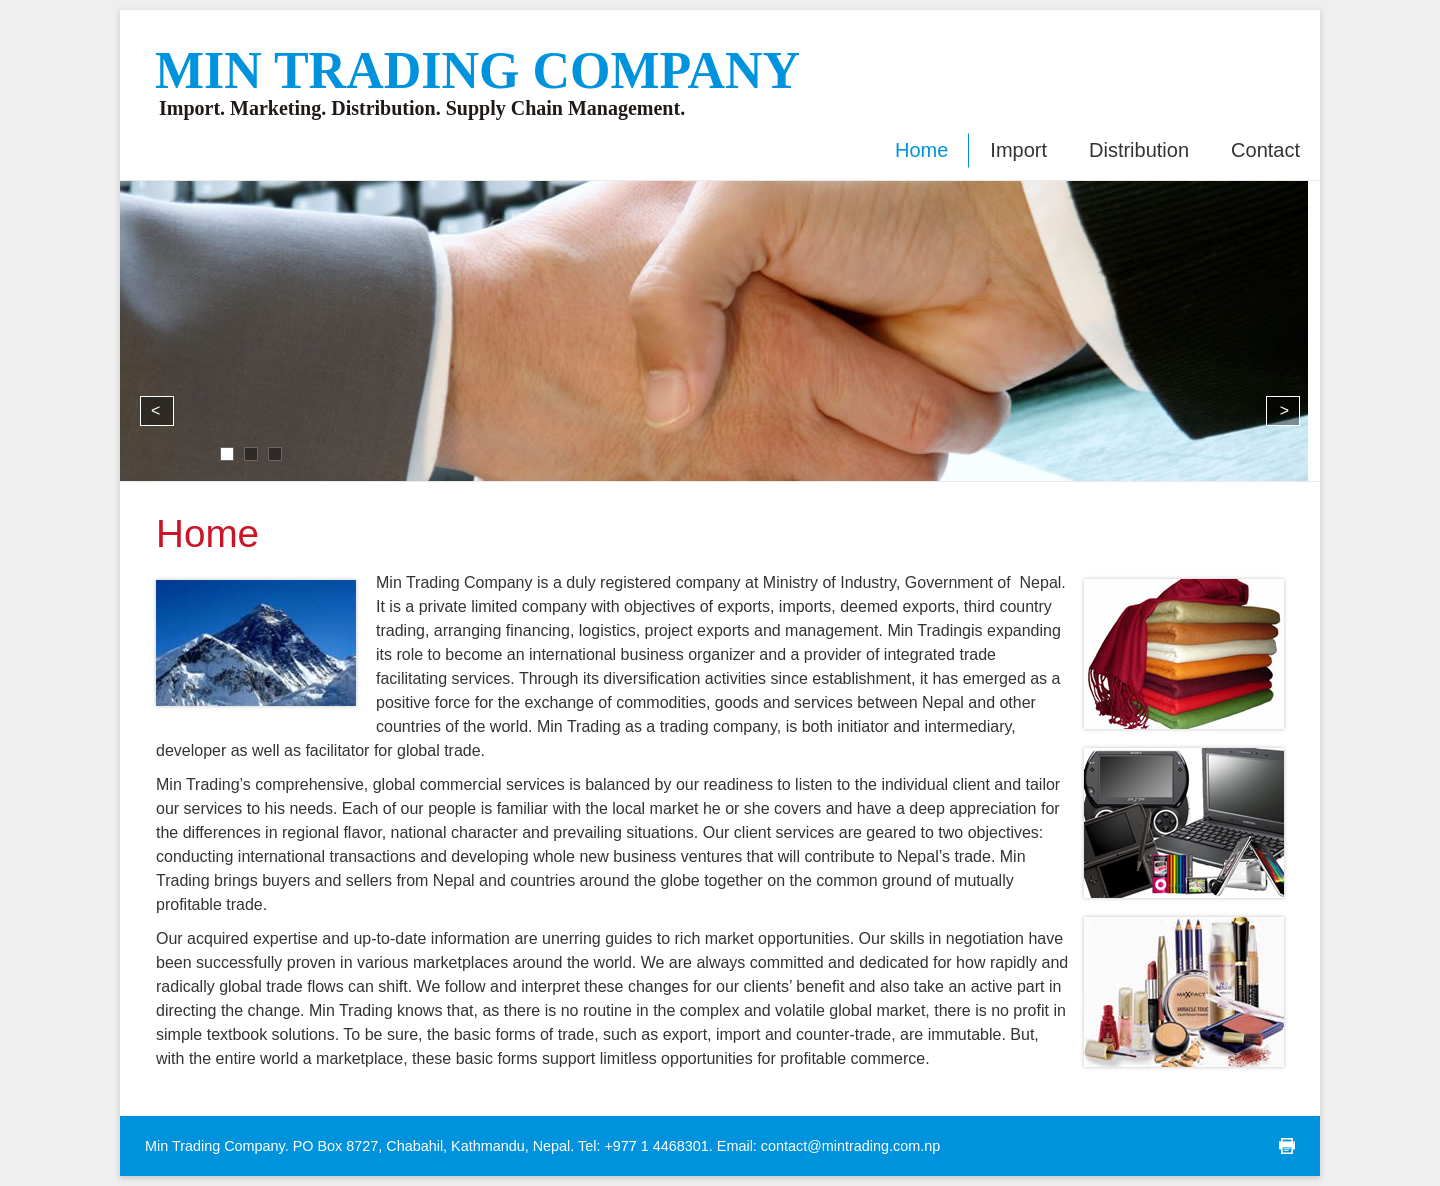 MIN TRADING COMPANY
Import. Marketing. Distribution. Supply Chain Management.
Home
Import
Distribution
Contact
<
>
Home
Min Trading Company is a duly registered company at Ministry of Industry, Government of  Nepal.
It is a private limited company with objectives of exports, imports, deemed exports, third country
trading, arranging financing, logistics, project exports and management. Min Tradingis expanding
its role to become an international business organizer and a provider of integrated trade
facilitating services. Through its diversification activities since establishment, it has emerged as a
positive force for the exchange of commodities, goods and services between Nepal and other
countries of the world. Min Trading as a trading company, is both initiator and intermediary,
developer as well as facilitator for global trade.
Min Trading’s comprehensive, global commercial services is balanced by our readiness to listen to the individual client and tailor
our services to his needs. Each of our people is familiar with the local market he or she covers and have a deep appreciation for
the differences in regional flavor, national character and prevailing situations. Our client services are geared to two objectives:
conducting international transactions and developing whole new business ventures that will contribute to Nepal’s trade. Min
Trading brings buyers and sellers from Nepal and countries around the globe together on the common ground of mutually
profitable trade.
Our acquired expertise and up-to-date information are unerring guides to rich market opportunities. Our skills in negotiation have
been successfully proven in various marketplaces around the world. We are always committed and dedicated for how rapidly and
radically global trade flows can shift. We follow and interpret these changes for our clients’ benefit and also take an active part in
directing the change. Min Trading knows that, as there is no routine in the complex and volatile global market, there is no profit in
simple textbook solutions. To be sure, the basic forms of trade, such as export, import and counter-trade, are immutable. But,
with the entire world a marketplace, these basic forms support limitless opportunities for profitable commerce.
PSP
MAXFACTOR
MIRACLE TOUCH
Min Trading Company. PO Box 8727, Chabahil, Kathmandu, Nepal. Tel: +977 1 4468301. Email: contact@mintrading.com.np